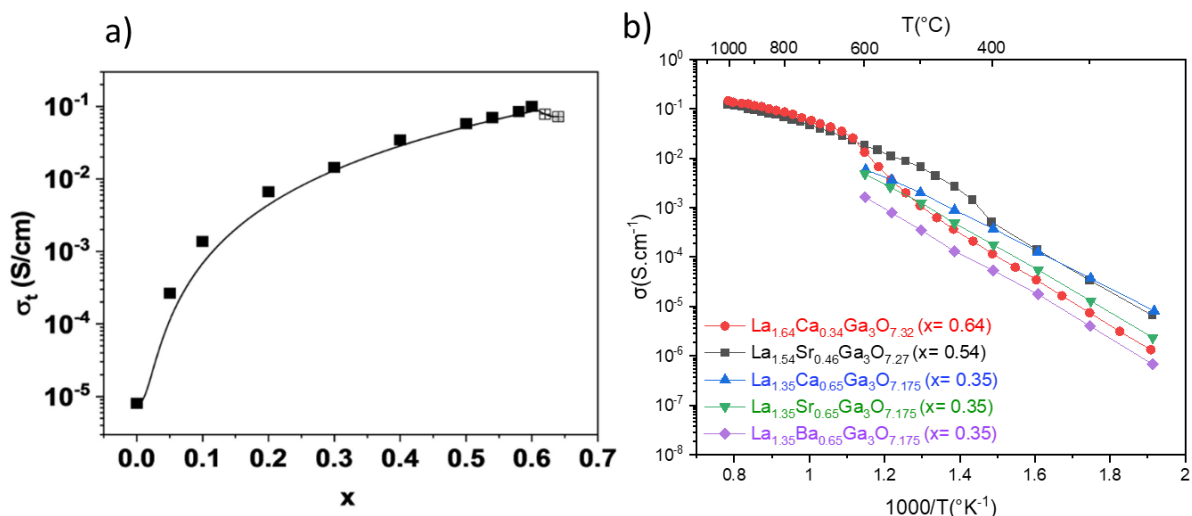 a)
σt (S/cm)
10⁻¹
10⁻²
10⁻³
10⁻⁴
10⁻⁵
0.0 0.1 0.2 0.3 0.4 0.5 0.6 0.7
x
b)
T(°C)
1000 800 600 400
σ(S.cm⁻¹)
10⁰
10⁻¹
10⁻²
10⁻³
10⁻⁴
10⁻⁵
10⁻⁶
10⁻⁷
10⁻⁸
La1.64Ca0.34Ga3O7.32 (x= 0.64)
La1.54Sr0.46Ga3O7.27 (x= 0.54)
La1.35Ca0.65Ga3O7.175 (x= 0.35)
La1.35Sr0.65Ga3O7.175 (x= 0.35)
La1.35Ba0.65Ga3O7.175 (x= 0.35)
0.8 1 1.2 1.4 1.6 1.8 2
1000/T(°K⁻¹)